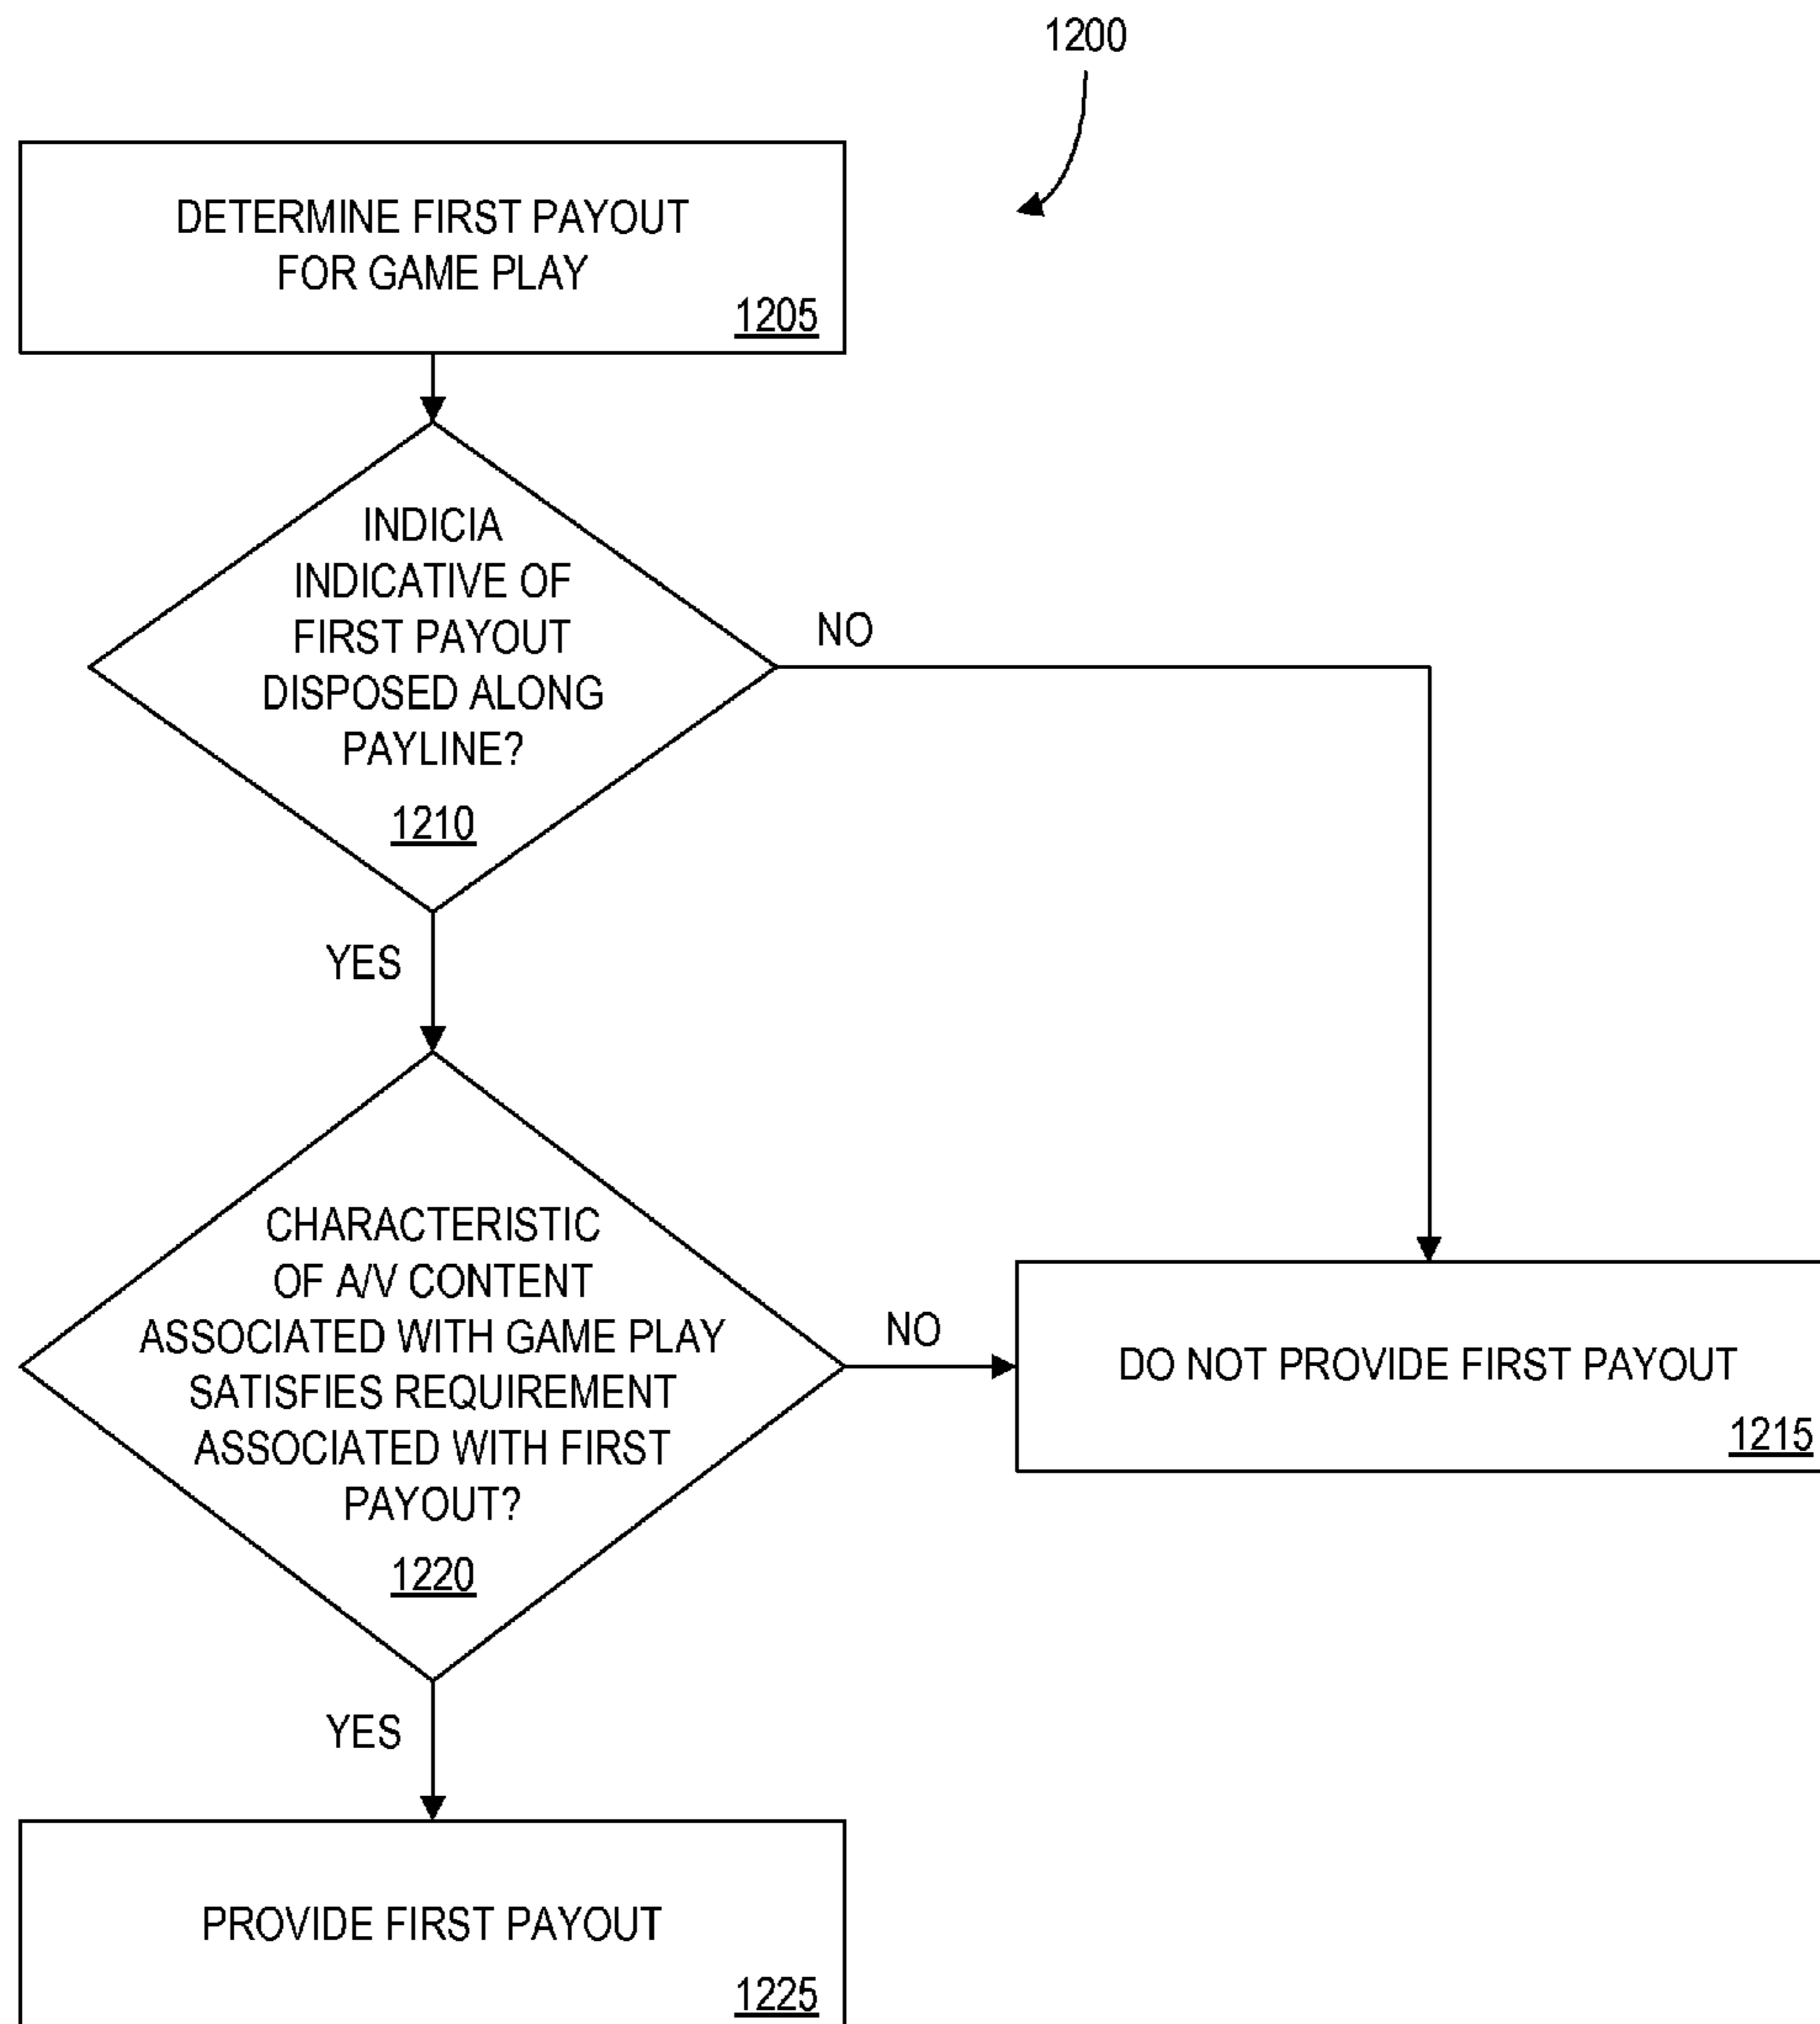 1200
DETERMINE FIRST PAYOUT
FOR GAME PLAY
1205
INDICIA
INDICATIVE OF
FIRST PAYOUT
DISPOSED ALONG
PAYLINE?
1210
NO
YES
CHARACTERISTIC
OF A/V CONTENT
ASSOCIATED WITH GAME PLAY
SATISFIES REQUIREMENT
ASSOCIATED WITH FIRST
PAYOUT?
1220
NO
DO NOT PROVIDE FIRST PAYOUT
1215
YES
PROVIDE FIRST PAYOUT
1225